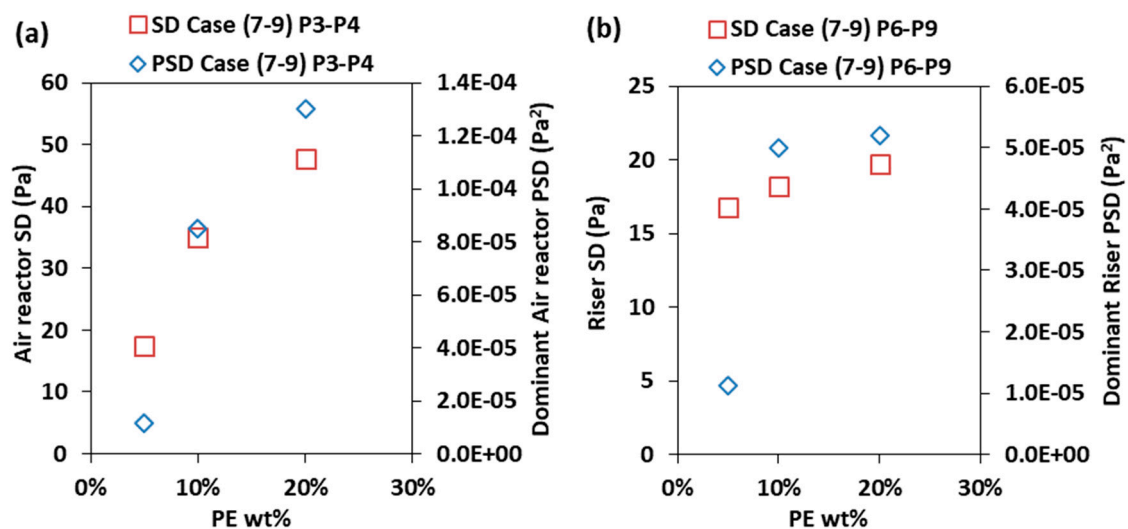 (a)
SD Case (7-9) P3-P4
PSD Case (7-9) P3-P4
Air reactor SD (Pa)
60
50
40
30
20
10
0
1.4E-04
1.2E-04
1.0E-04
8.0E-05
6.0E-05
4.0E-05
2.0E-05
0.0E+00
Dominant Air reactor PSD (Pa²)
0% 10% 20% 30%
PE wt%
(b)
SD Case (7-9) P6-P9
PSD Case (7-9) P6-P9
Riser SD (Pa)
25
20
15
10
5
0
6.0E-05
5.0E-05
4.0E-05
3.0E-05
2.0E-05
1.0E-05
0.0E+00
Dominant Riser PSD (Pa²)
0% 10% 20% 30%
PE wt%